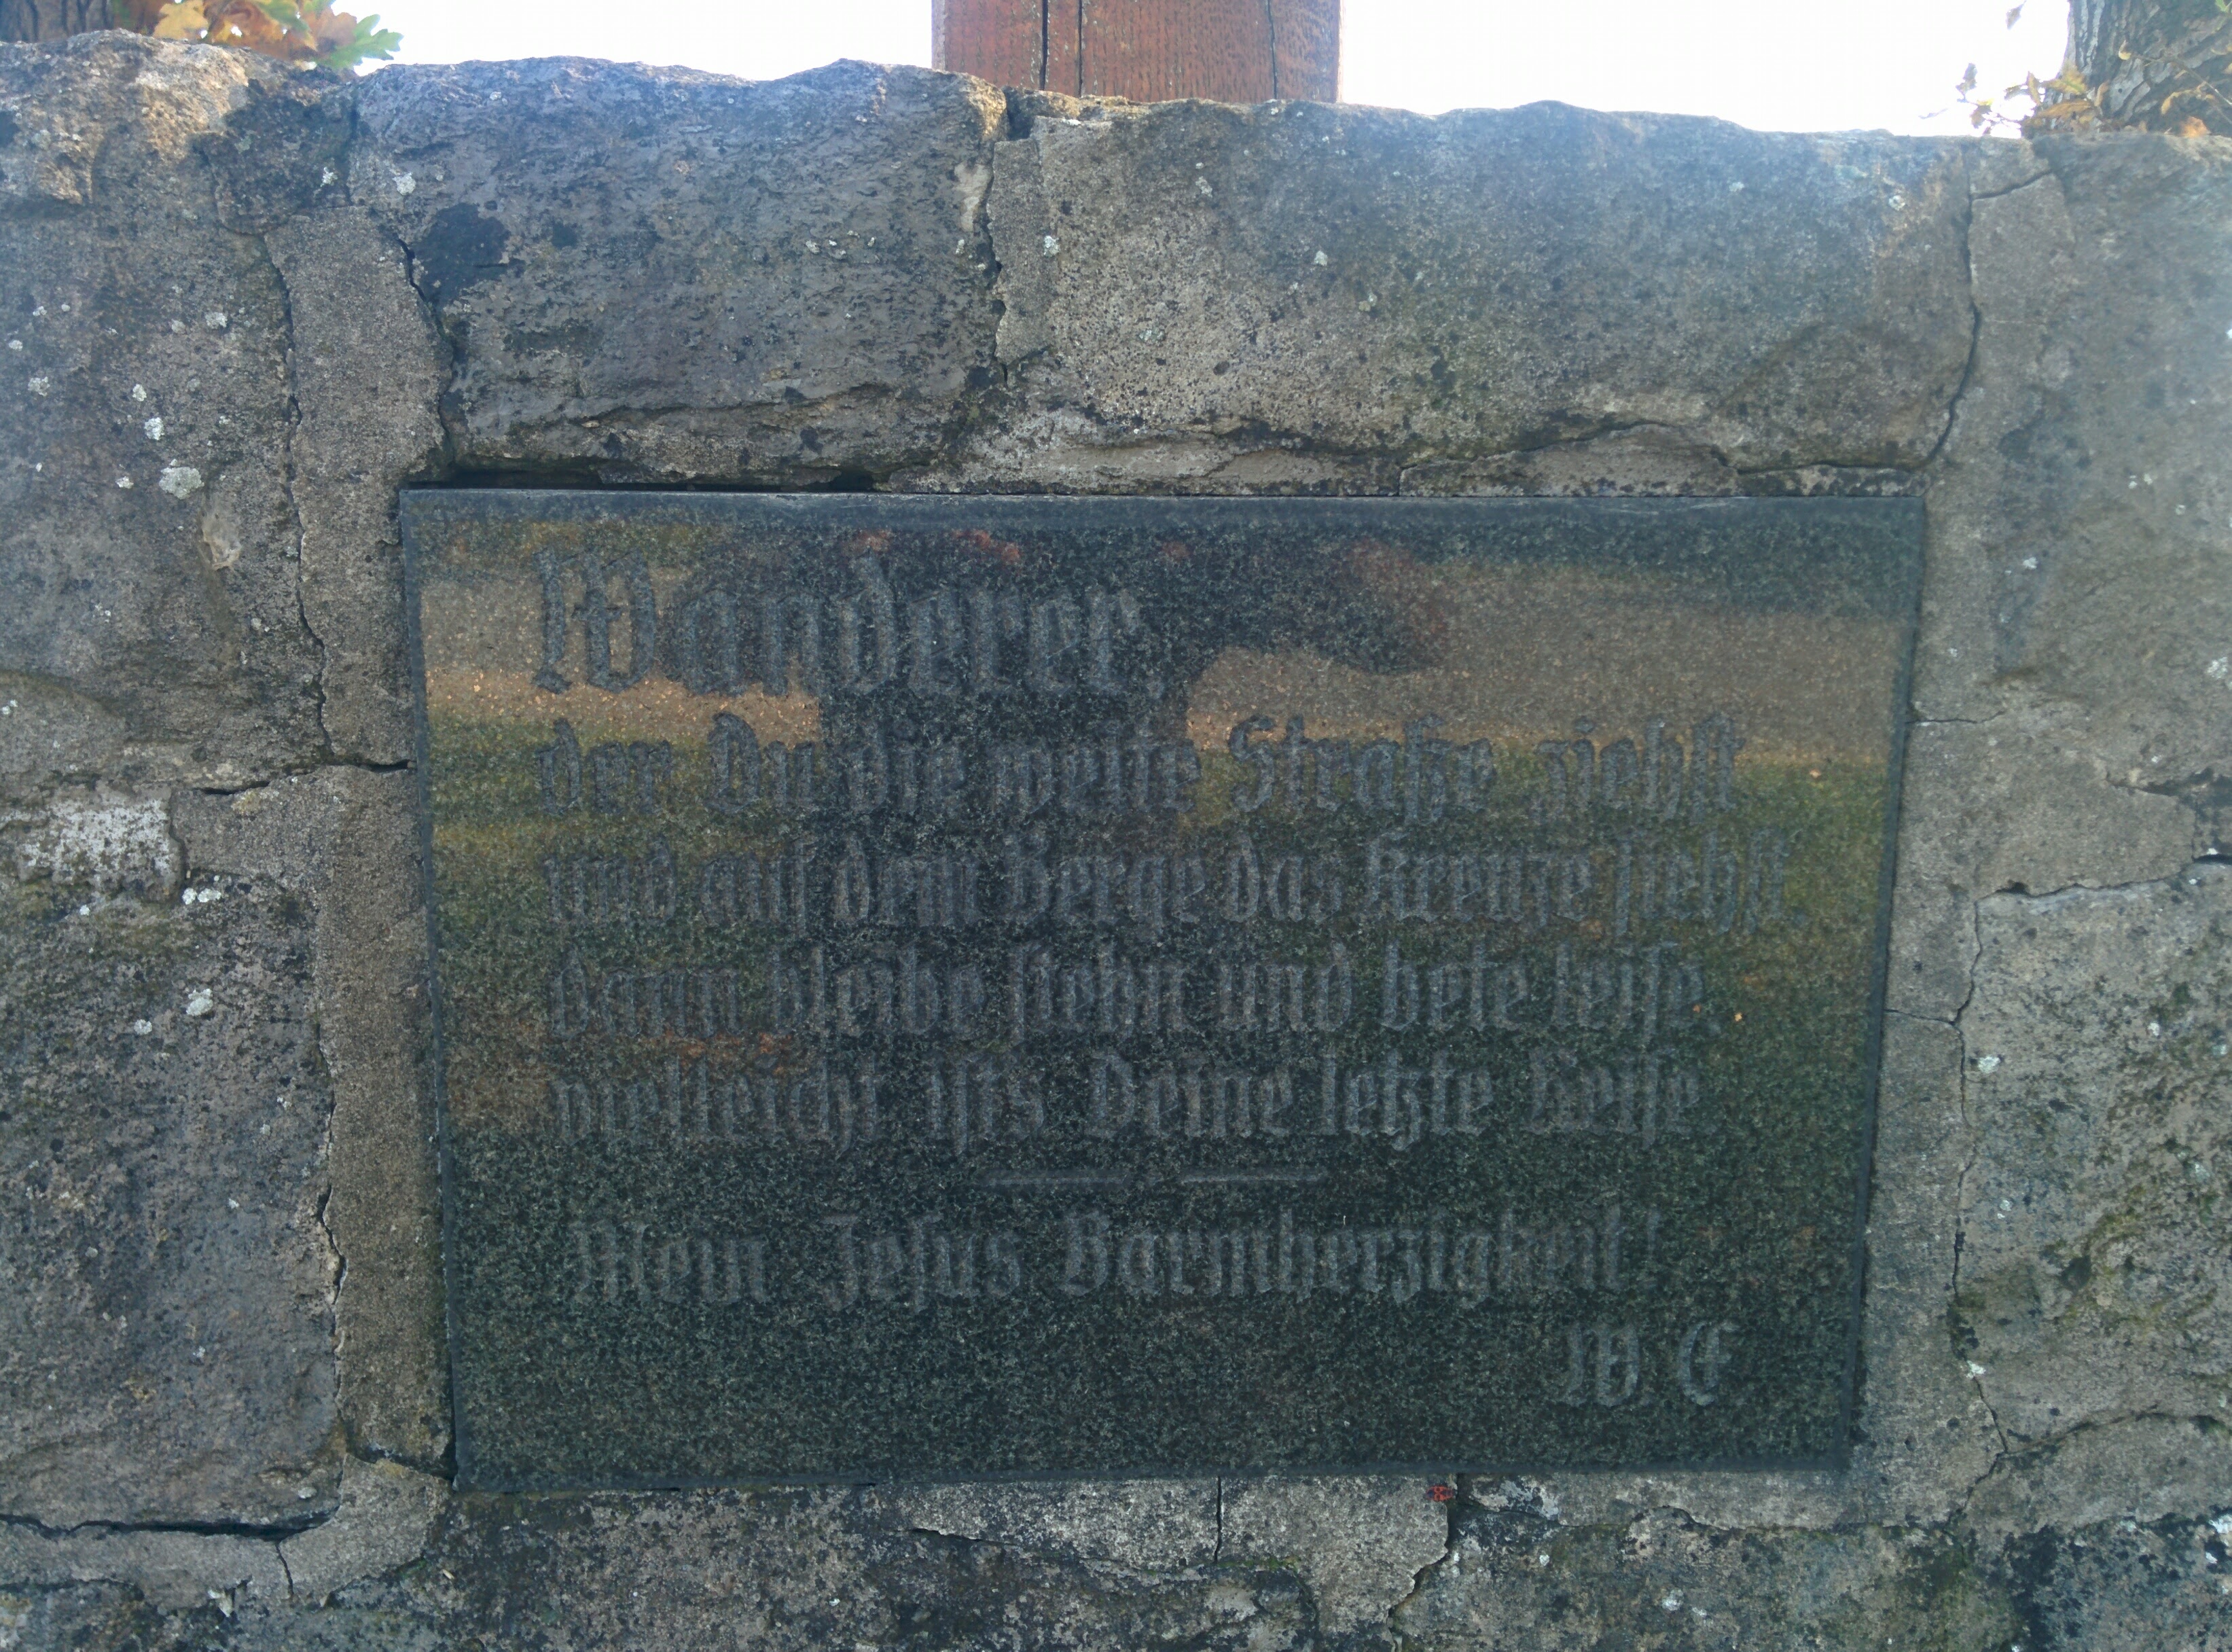 Wanderer,
der Du die weite Straße ziehst
und auf dem Berge das Kreuze siehst,
dann bleibe stehn und bete leise,
vielleicht ists Deine letzte Reise
Mein Jesus Barmherzigkeit!
W. E